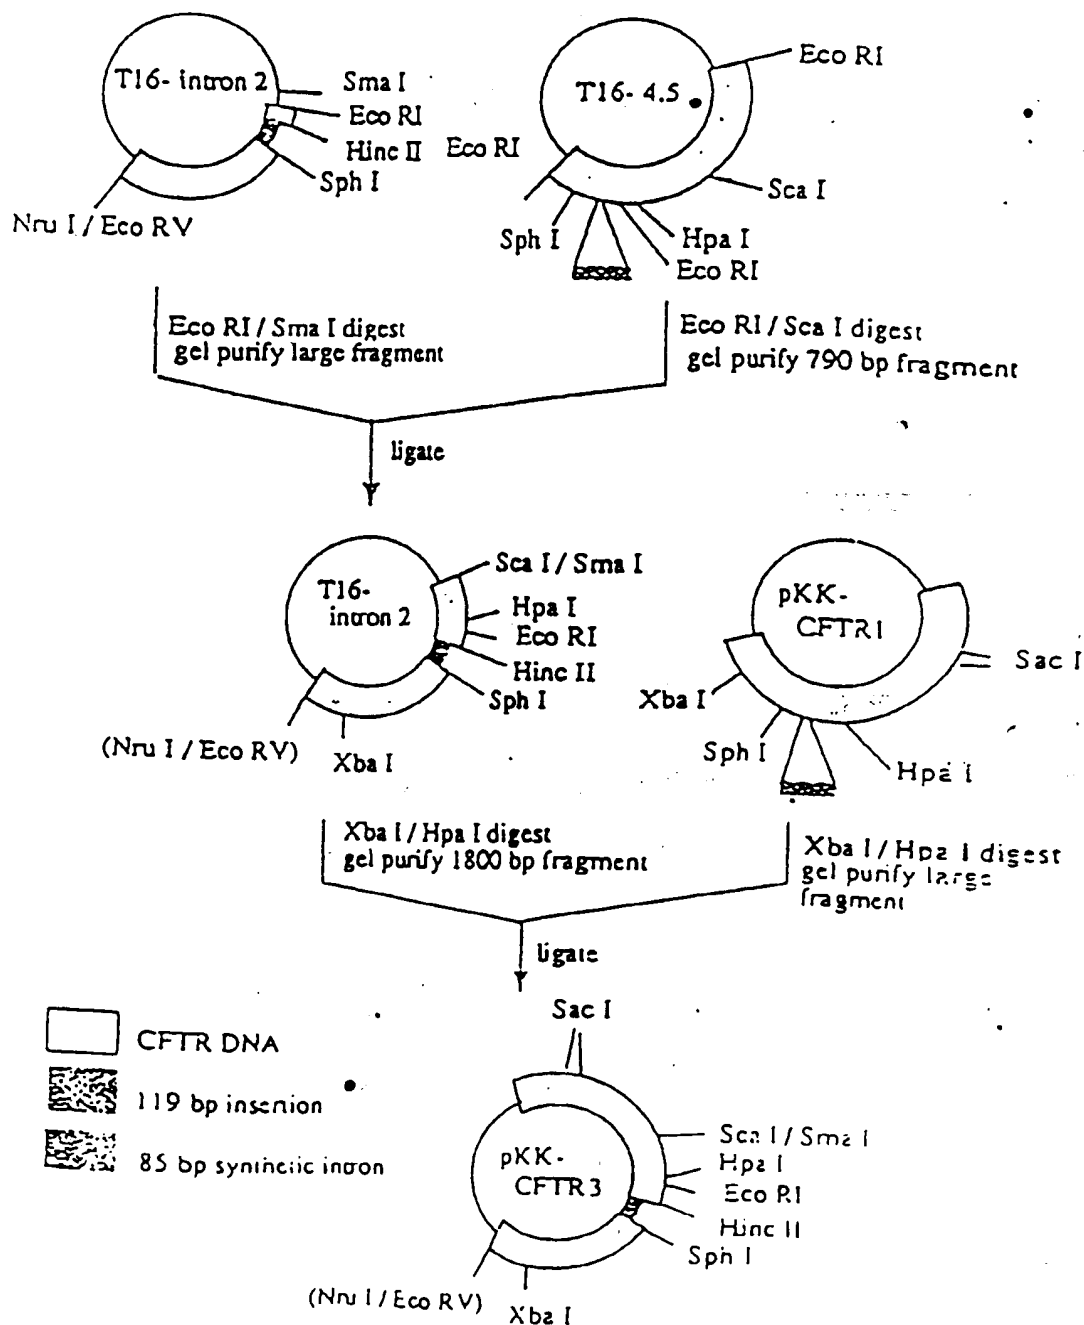 T16- intron 2
Sma I
Eco RI
Hinc II
Sph I
Nru I / Eco RV
T16- 4.5
Eco RI
Eco RI
Sca I
Sph I
Hpa I
Eco RI
Eco RI / Sma I digest
gel purify large fragment
Eco RI / Sca I digest
gel purify 790 bp fragment
ligate
T16-
intron 2
Sca I / Sma I
Hpa I
Eco RI
Hinc II
Sph I
(Nru I / Eco RV)
Xba I
pKK-
CFTR1
Sac I
Xba I
Sph I
Hpa I
Xba I / Hpa I digest
gel purify 1800 bp fragment
Xba I / Hpa I digest
gel purify large
fragment
ligate
Sac I
CFTR DNA
119 bp insertion
85 bp synthetic intron
pKK-
CFTR3
Sca I / Sma I
Hpa I
Eco RI
Hinc II
Sph I
(Nru I / Eco RV)
Xba I